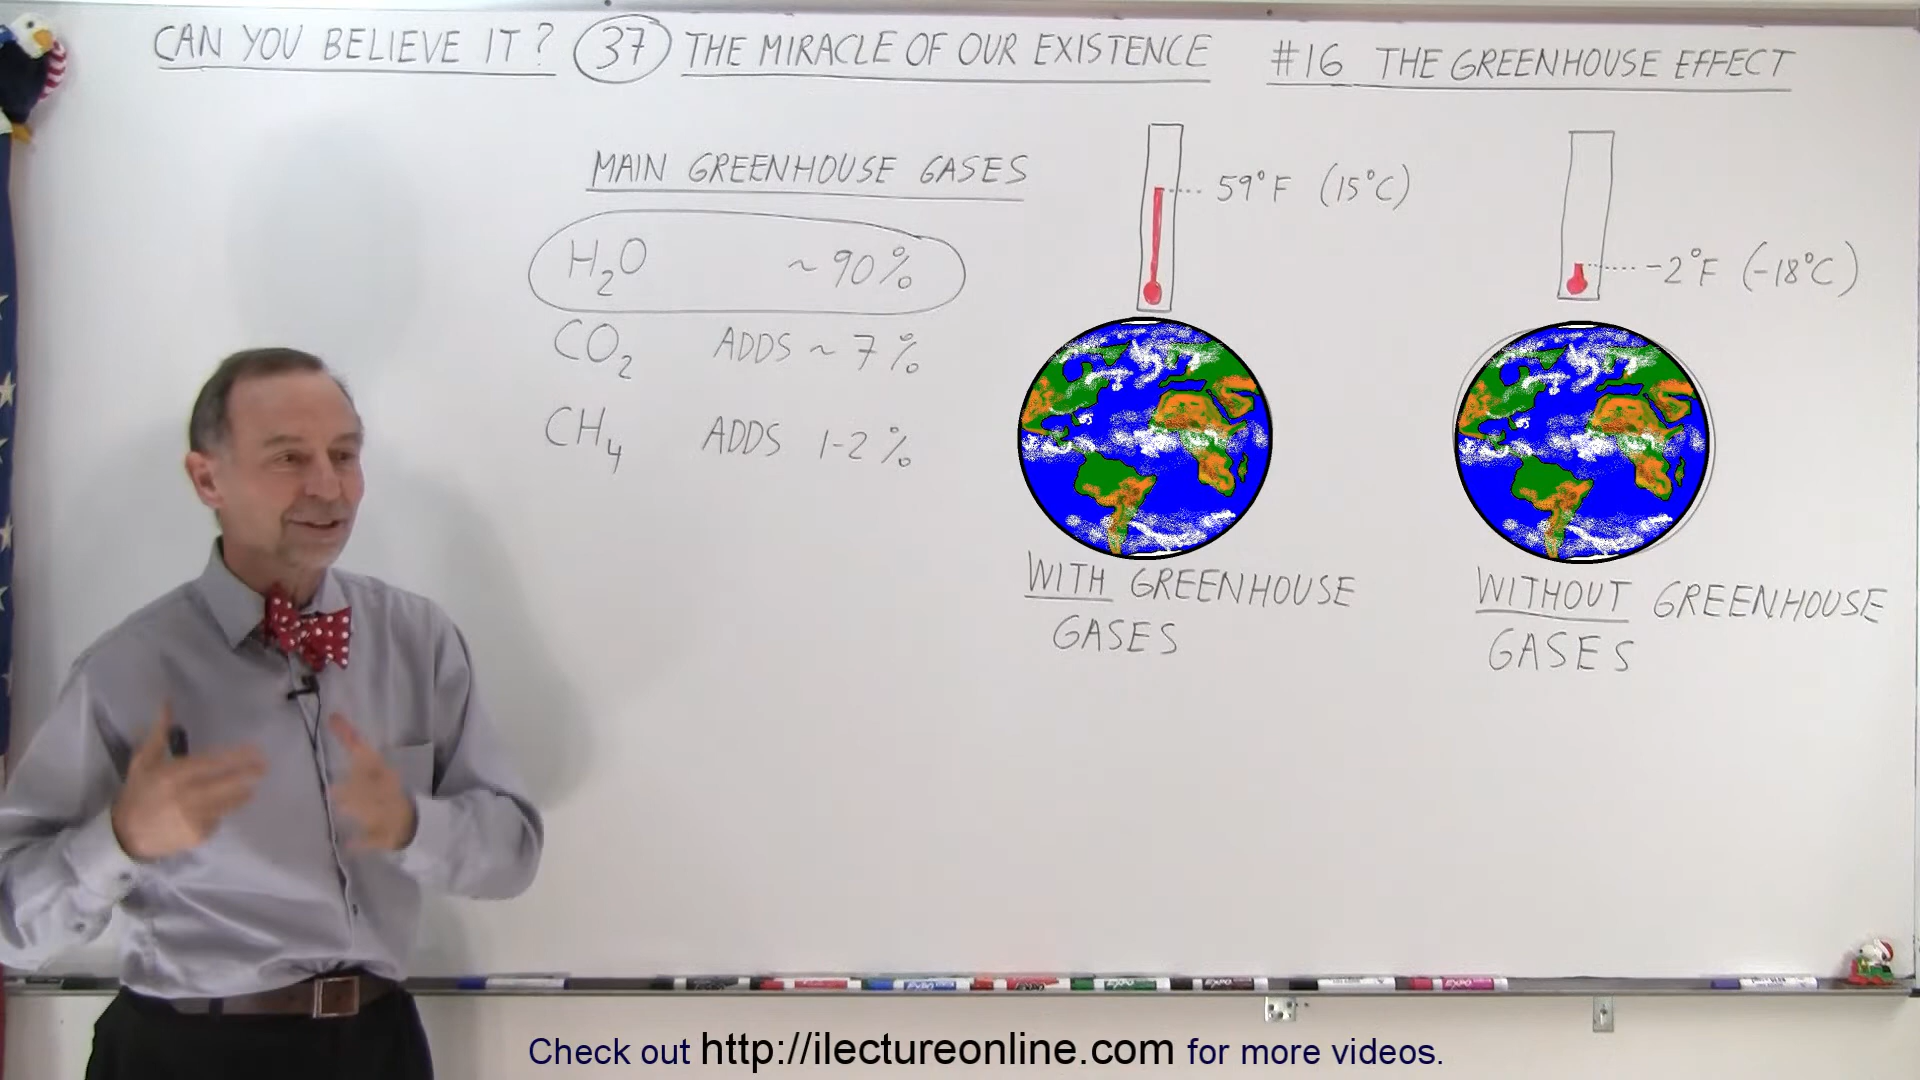 CAN YOU BELIEVE IT? 37 THE MIRACLE OF OUR EXISTENCE #16 THE GREENHOUSE EFFECT
MAIN GREENHOUSE GASES
H₂O ~90%
CO₂ ADDS ~7%
CH₄ ADDS 1-2%
59°F (15°C)
-2°F (-18°C)
WITH GREENHOUSE
GASES
WITHOUT GREENHOUSE
GASES
Check out http://ilectureonline.com for more videos.